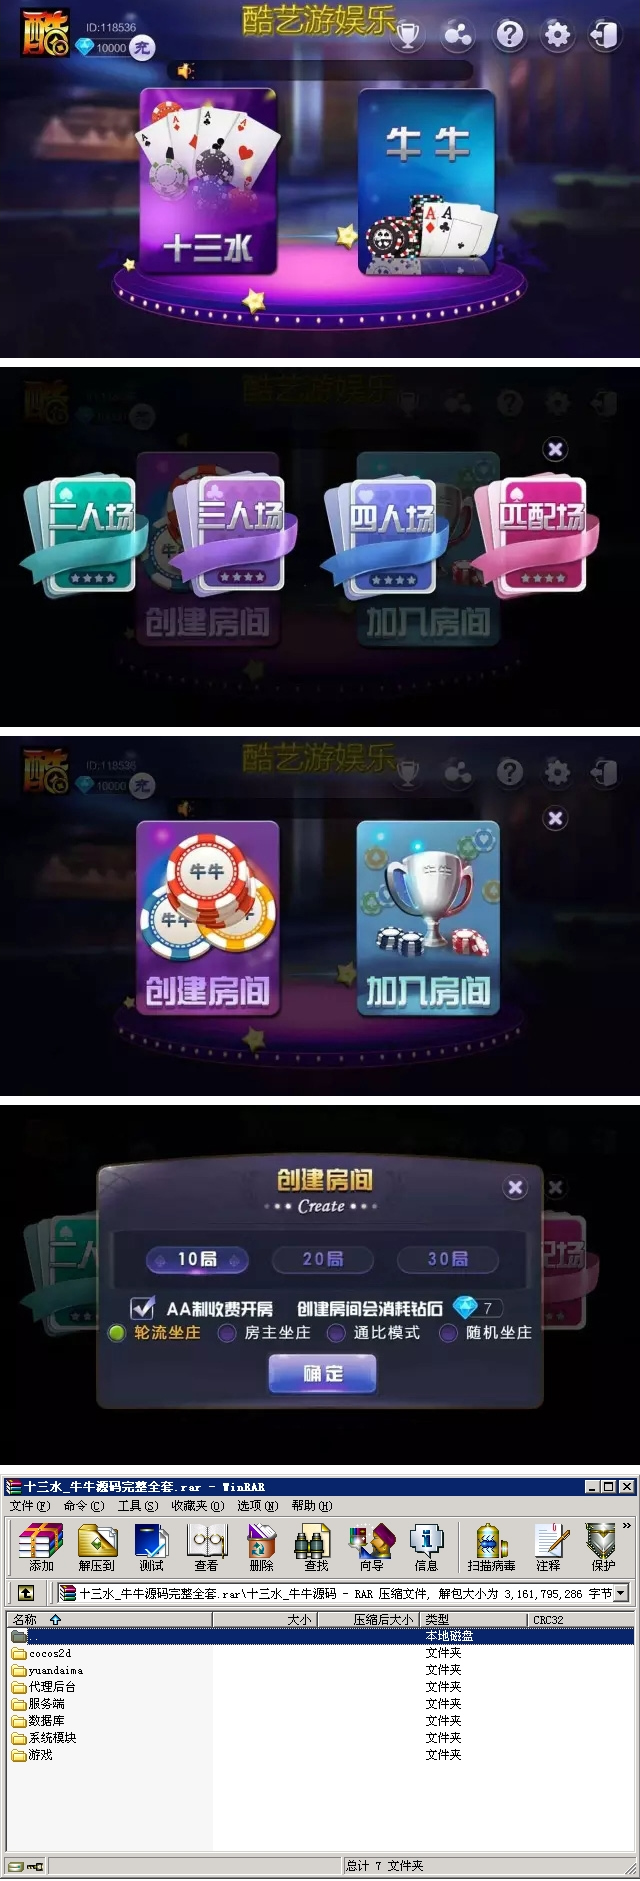 酷
ID:118536
10000 充
酷艺游娱乐
十三水
牛牛
二人场
三人场
四人场
匹配场
创建房间
加入房间
酷
ID:118536
10000 充
酷艺游娱乐
牛牛
牛牛
牛牛
创建房间
加入房间
创建房间
Create
10局 20局 30局
AA制收费开房 创建房间会消耗钻石 7
轮流坐庄 房主坐庄 通比模式 随机坐庄
确定
二人
配场
十三水_牛牛源码完整全套.rar - WinRAR
文件(F) 命令(C) 工具(S) 收藏夹(O) 选项(N) 帮助(H)
添加 解压到 测试 查看 删除 查找 向导 信息 扫描病毒 注释 保护
十三水_牛牛源码完整全套.rar\十三水_牛牛源码 - RAR 压缩文件, 解包大小为 3,161,795,286 字节
名称 大小 压缩后大小 类型 CRC32
.. 本地磁盘
cocos2d 文件夹
yuandaima 文件夹
代理后台 文件夹
服务端 文件夹
数据库 文件夹
系统模块 文件夹
游戏 文件夹
总计 7 文件夹